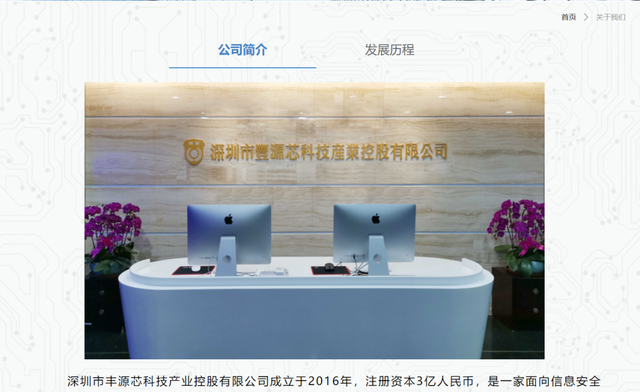 首页 > 关于我们
公司简介 发展历程
深圳市豐源芯科技産業控股有限公司
深圳市丰源芯科技产业控股有限公司成立于2016年，注册资本3亿人民币，是一家面向信息安全